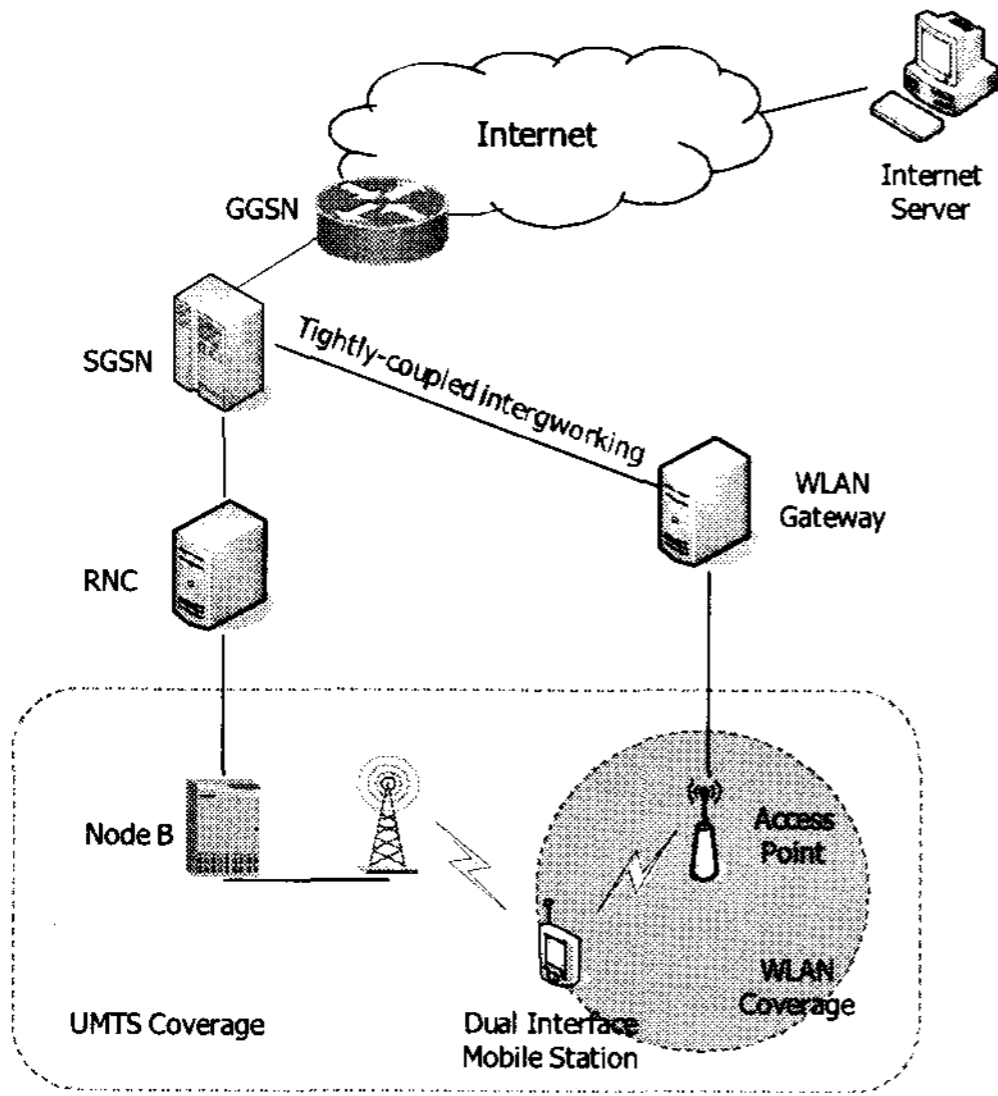 Internet
Internet
Server
GGSN
SGSN
Tightly-coupled intergworking
WLAN
Gateway
RNC
Node B
Access
Point
WLAN
Coverage
UMTS Coverage
Dual Interface
Mobile Station